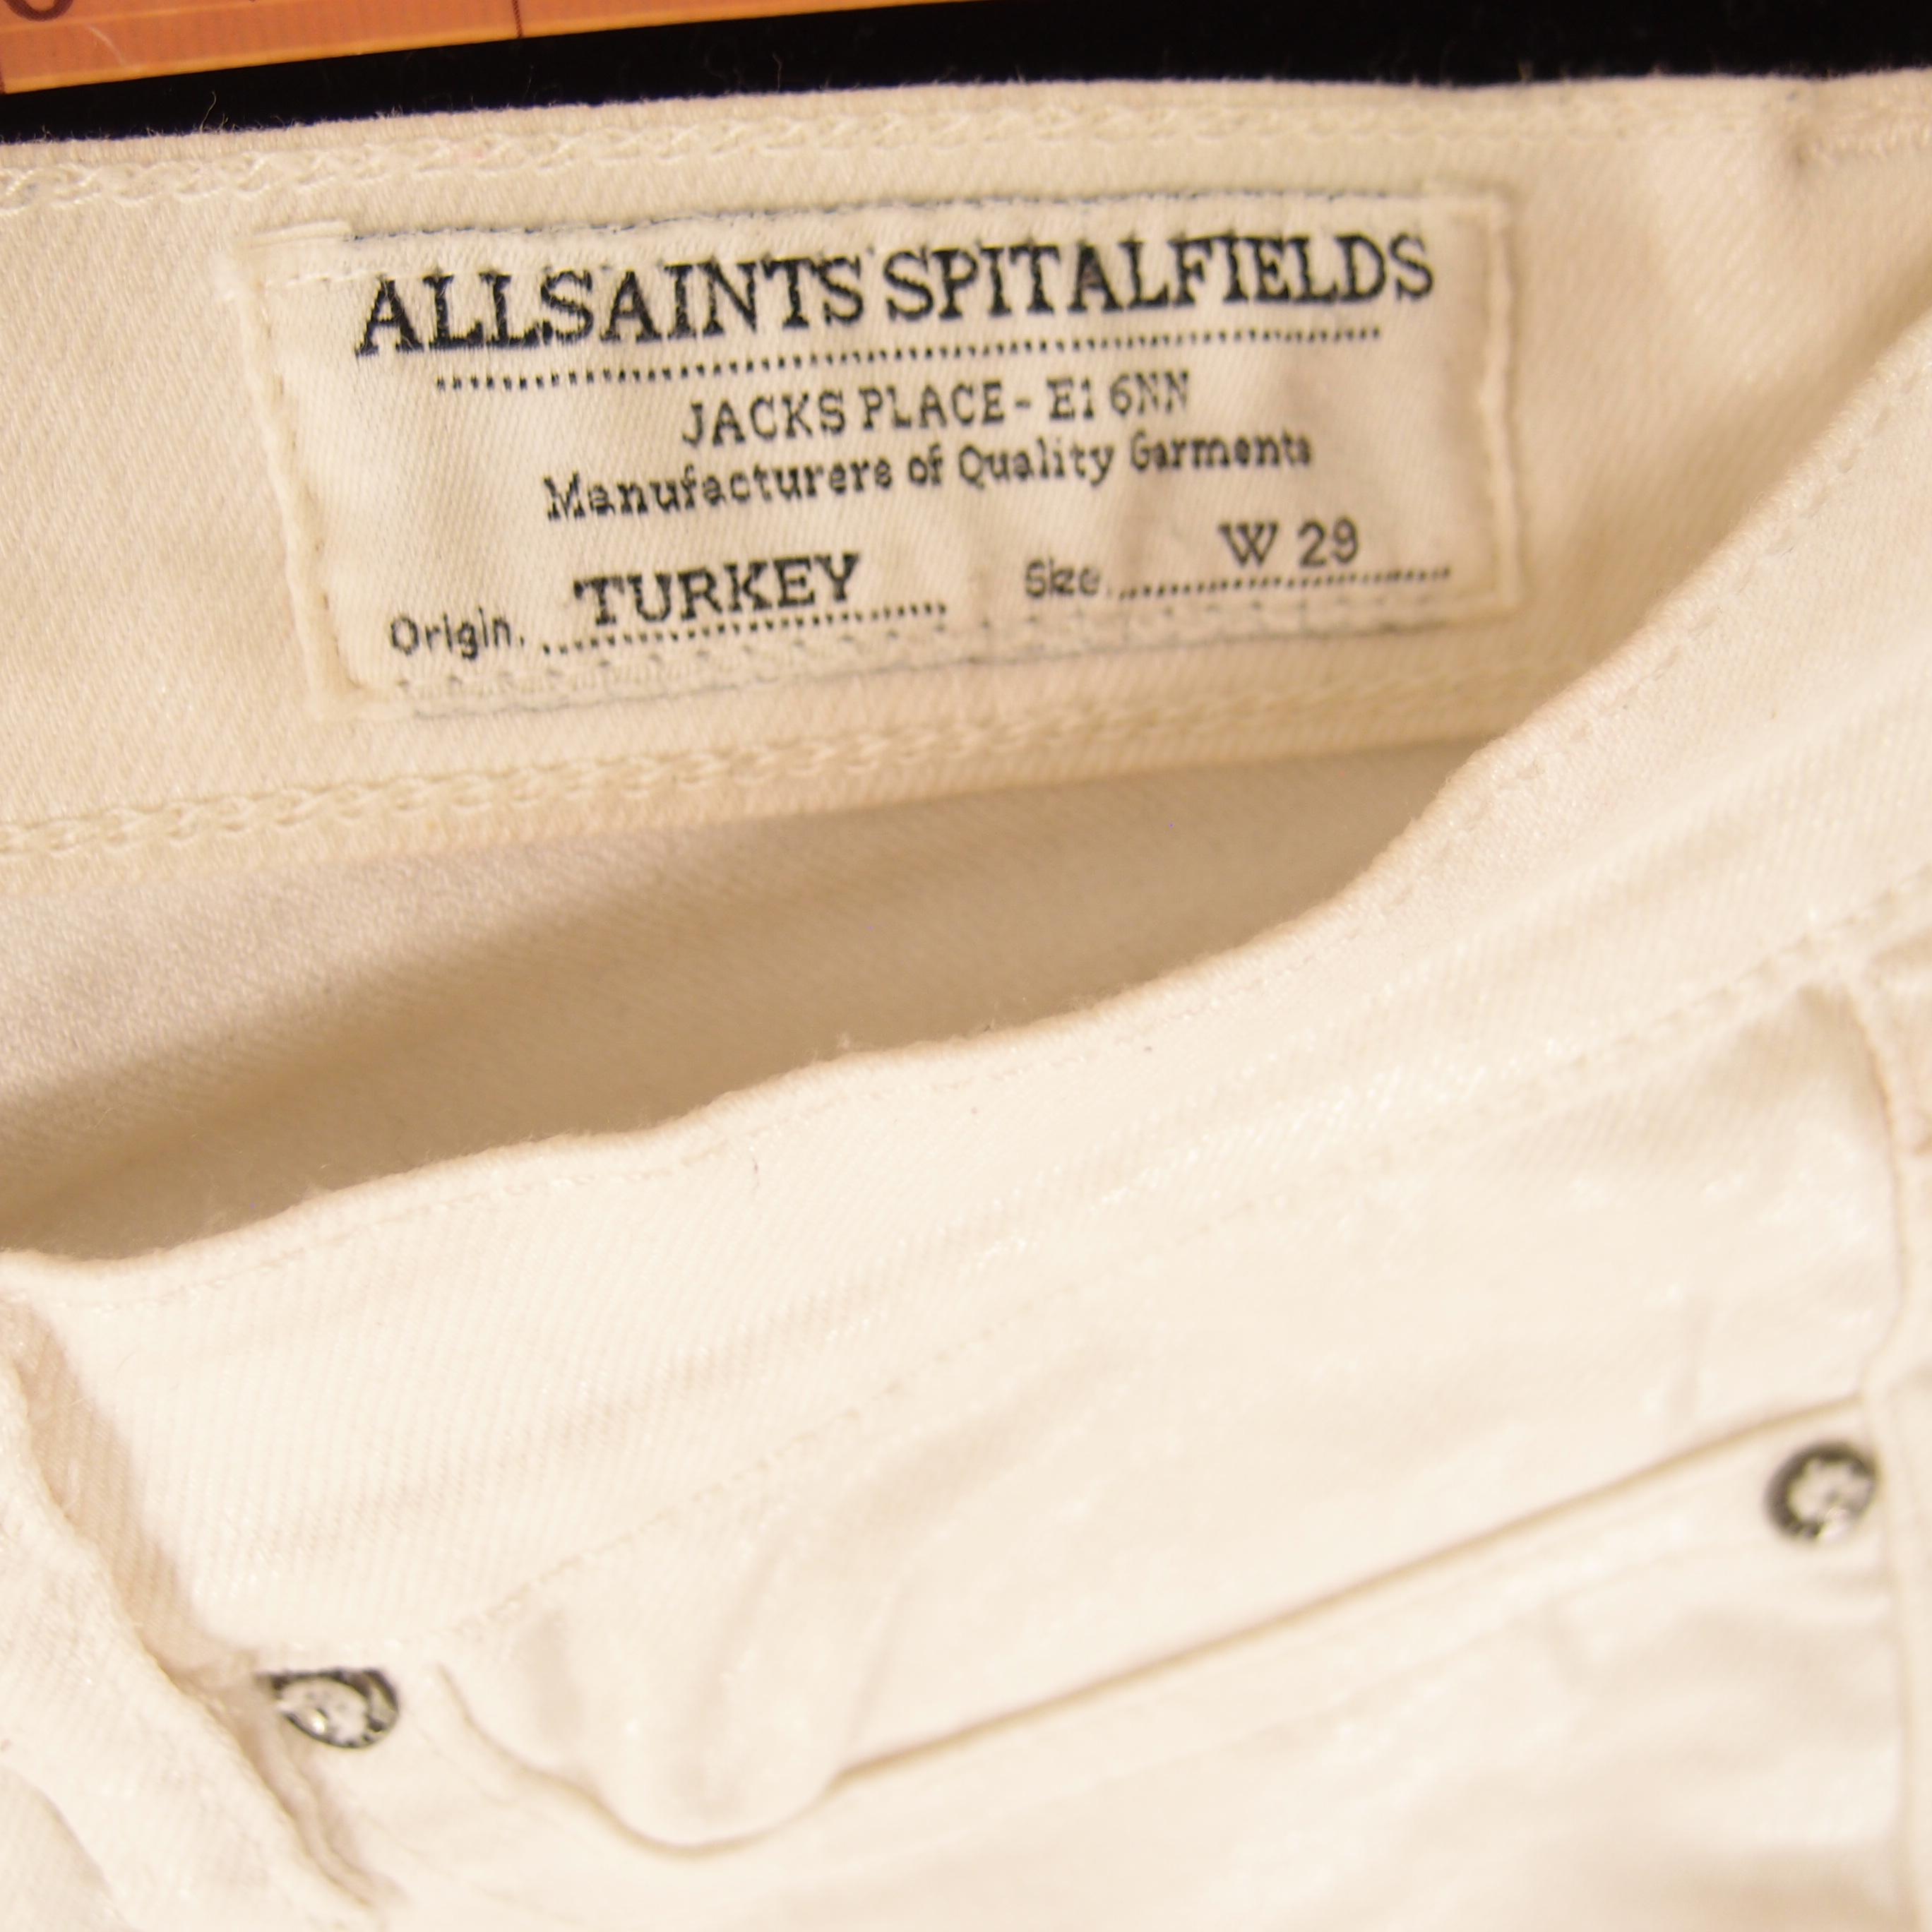 ALLSAINTS SPITALFIELDS
JACKS PLACE - E1 6NN
Manufacturers of Quality Garments
Origin. TURKEY Size. W 29